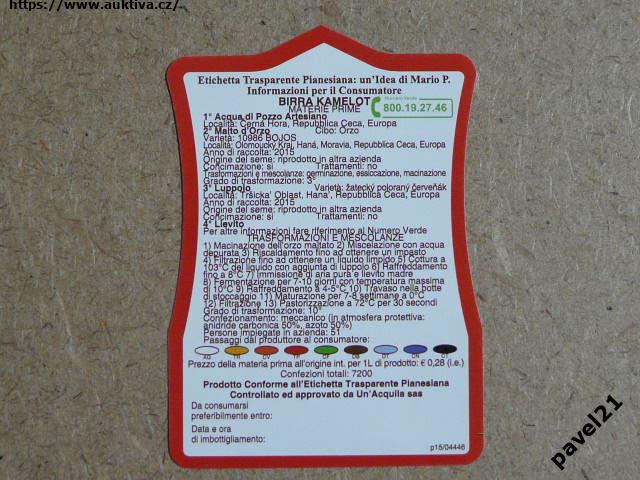 https://www.auktiva.cz/
Etichetta Trasparente Pianesiana: un'Idea di Mario P.
Informazioni per il Consumatore
BIRRA KAMELOT
MATERIE PRIME
Numero Verde
800.19.27.46
1° Acqua di Pozzo Artesiano
Località: Cerná Hora, Repubblica Ceca, Europa
2° Malto d'Orzo Cibo: Orzo
Varietà: 10986 BOJOS
Località: Olomoucký Kraj, Haná, Moravia, Repubblica Ceca, Europa
Anno di raccolta: 2015
Origine del seme: riprodotto in altra azienda
Concimazione: si Trattamenti: no
Trasformazioni e mescolanze: germinazione, essiccazione, macinazione
Grado di trasformazione: 3°
3° Luppolo Varietà: žatecký poloraný červeňák
Località: Tršicka' Oblast, Hana', Repubblica Ceca, Europa
Anno di raccolta: 2015
Origine del seme: riprodotto in altra azienda
Concimazione: si Trattamenti: no
4° Lievito
Per altre informazioni fare riferimento al Numero Verde
TRASFORMAZIONI E MESCOLANZE
1) Macinazione dell'orzo maltato 2) Miscelazione con acqua
depurata 3) Riscaldamento fino ad ottenere un impasto
4) Filtrazione fino ad ottenere un liquido limpido 5) Cottura a
103°C del liquido con aggiunta di luppolo 6) Raffreddamento
fino a 8°C 7) Immissione di aria pura e lievito madre
8) Fermentazione per 7-10 giorni con temperatura massima
di 10°C 9) Raffreddamento a 4-5°C 10) Travaso nella botte
di stoccaggio 11) Maturazione per 7-8 settimane a 0°C
12) Filtrazione 13) Pastorizzazione a 72°C per 30 secondi
Grado di trasformazione: 10°
Confezionamento: meccanico (in atmosfera protettiva:
anidride carbonica 50%, azoto 50%)
Persone impiegate in azienda: 51
Passaggi dal produttore al consumatore:
Prezzo della materia prima all'origine int. per 1L di prodotto: € 0,28 (i.e.)
Confezioni totali: 7200
Prodotto Conforme all'Etichetta Trasparente Pianesiana
Controllato ed approvato da Un'Acquila sas
Da consumarsi
preferibilmente entro:
Data e ora
di imbottigliamento:
p15/04446
pavel21